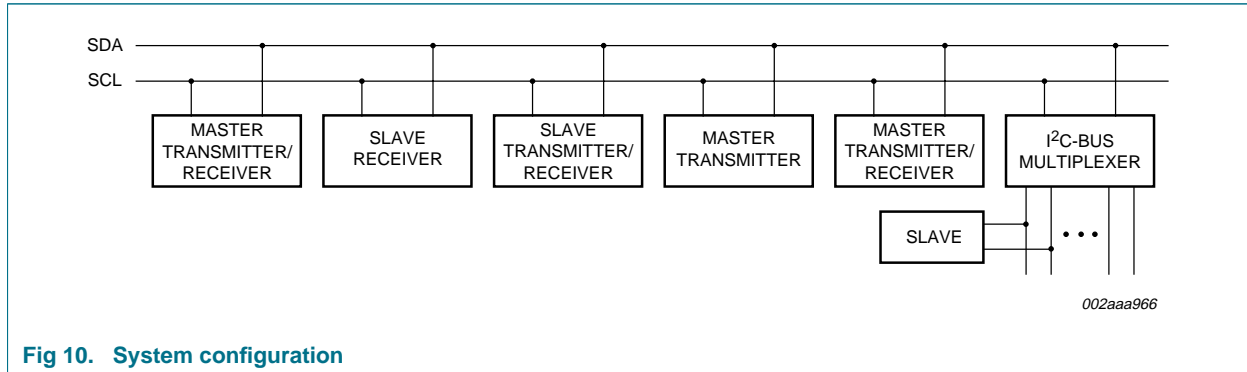 SDA
SCL
MASTER
TRANSMITTER/
RECEIVER
SLAVE
RECEIVER
SLAVE
TRANSMITTER/
RECEIVER
MASTER
TRANSMITTER
MASTER
TRANSMITTER/
RECEIVER
I²C-BUS
MULTIPLEXER
SLAVE
002aaa966
Fig 10. System configuration